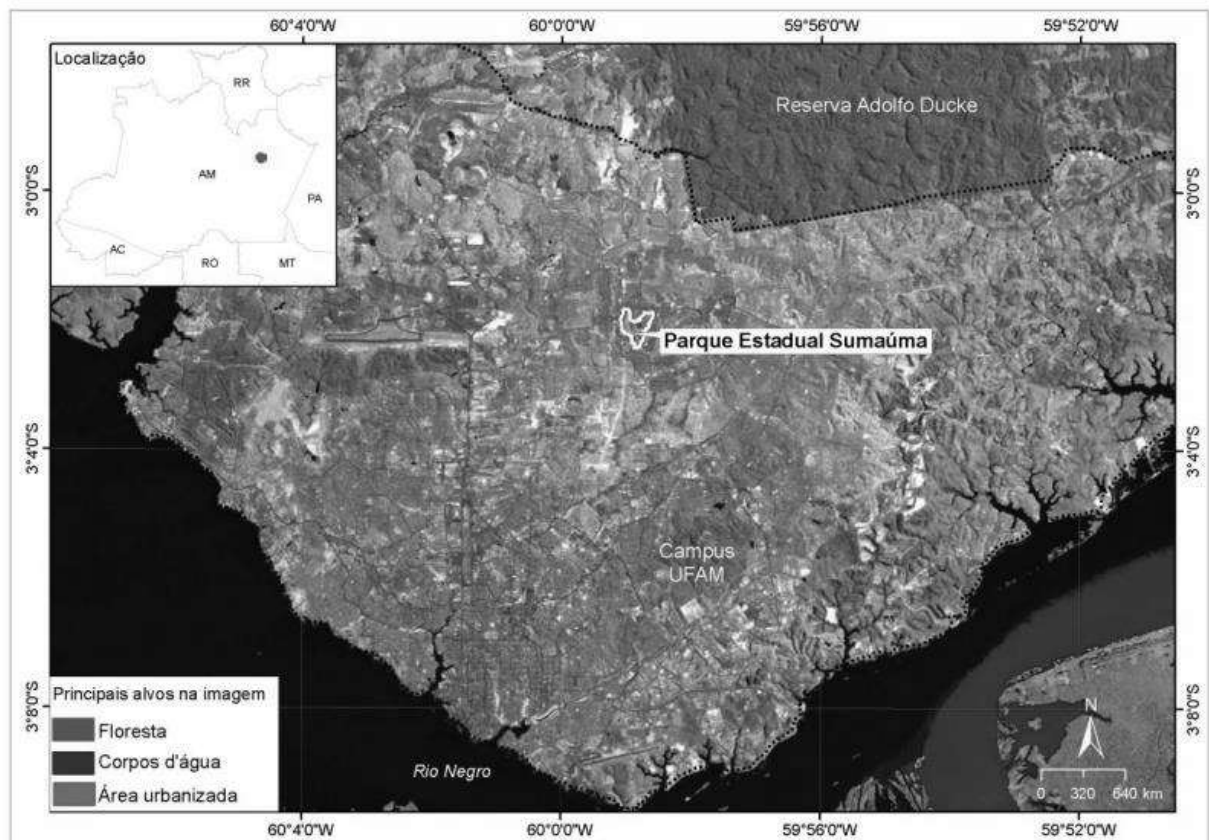 60°4'0"W
60°0'0"W
59°56'0"W
59°52'0"W
Localização
RR
AM
PA
AC
RO
MT
Reserva Adolfo Ducke
3°0'0"S
3°0'0"S
Parque Estadual Sumaúma
3°4'0"S
3°4'0"S
Campus
UFAM
Principais alvos na imagem
Floresta
Corpos d'água
Área urbanizada
3°8'0"S
3°8'0"S
Rio Negro
N
0 320 640 km
60°4'0"W
60°0'0"W
59°56'0"W
59°52'0"W